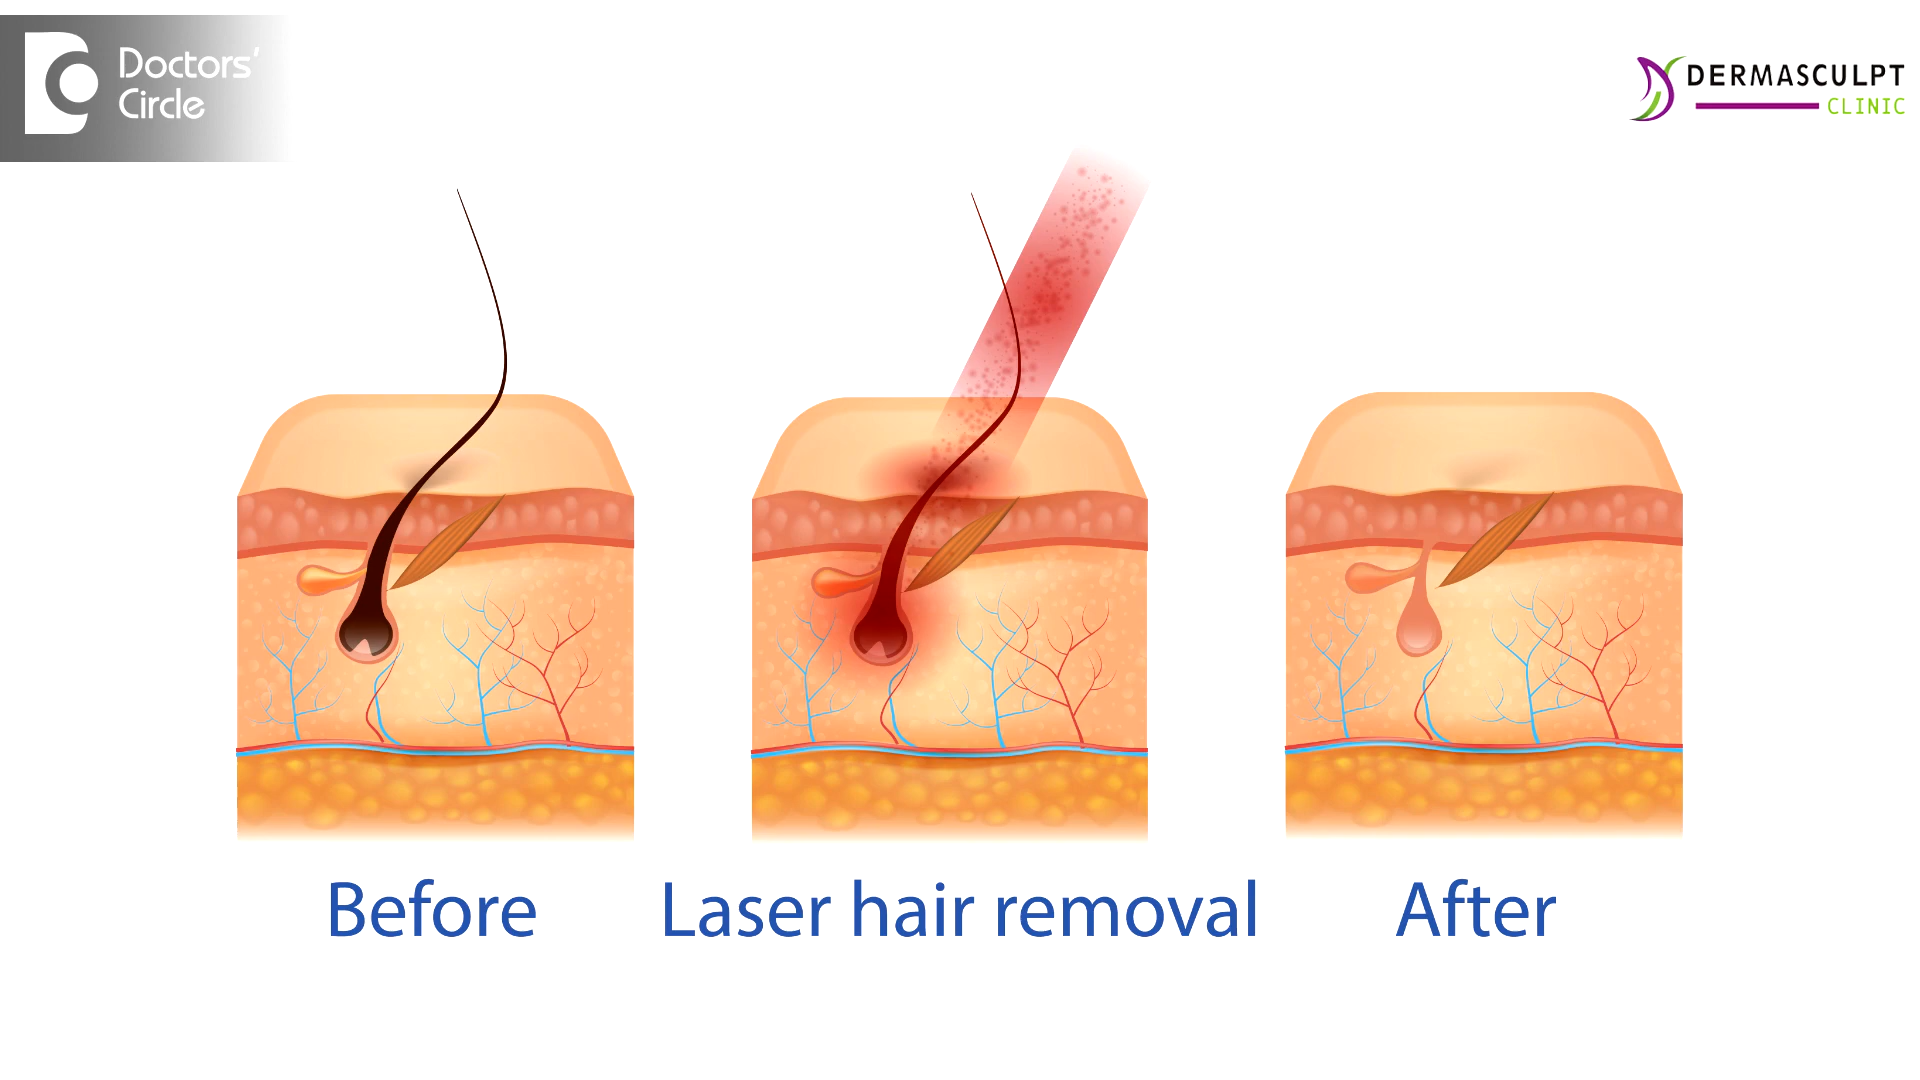 Doctors'
Circle
DERMASCULPT
CLINIC
Before
Laser hair removal
After